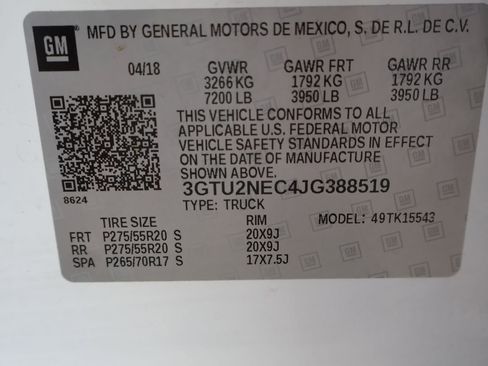 GM MFD BY GENERAL MOTORS DE MEXICO, S. DE R.L. DE C.V.
04/18 GVWR GAWR FRT GAWR RR
3266 KG 1792 KG 1792 KG
7200 LB 3950 LB 3950 LB
THIS VEHICLE CONFORMS TO ALL
APPLICABLE U.S. FEDERAL MOTOR
VEHICLE SAFETY STANDARDS IN EFFECT
ON THE DATE OF MANUFACTURE
SHOWN ABOVE.
3GTU2NEC4JG388519
8624 TYPE: TRUCK MODEL: 49TK15543
TIRE SIZE RIM
FRT P275/55R20 S 20X9J
RR P275/55R20 S 20X9J
SPA P265/70R17 S 17X7.5J